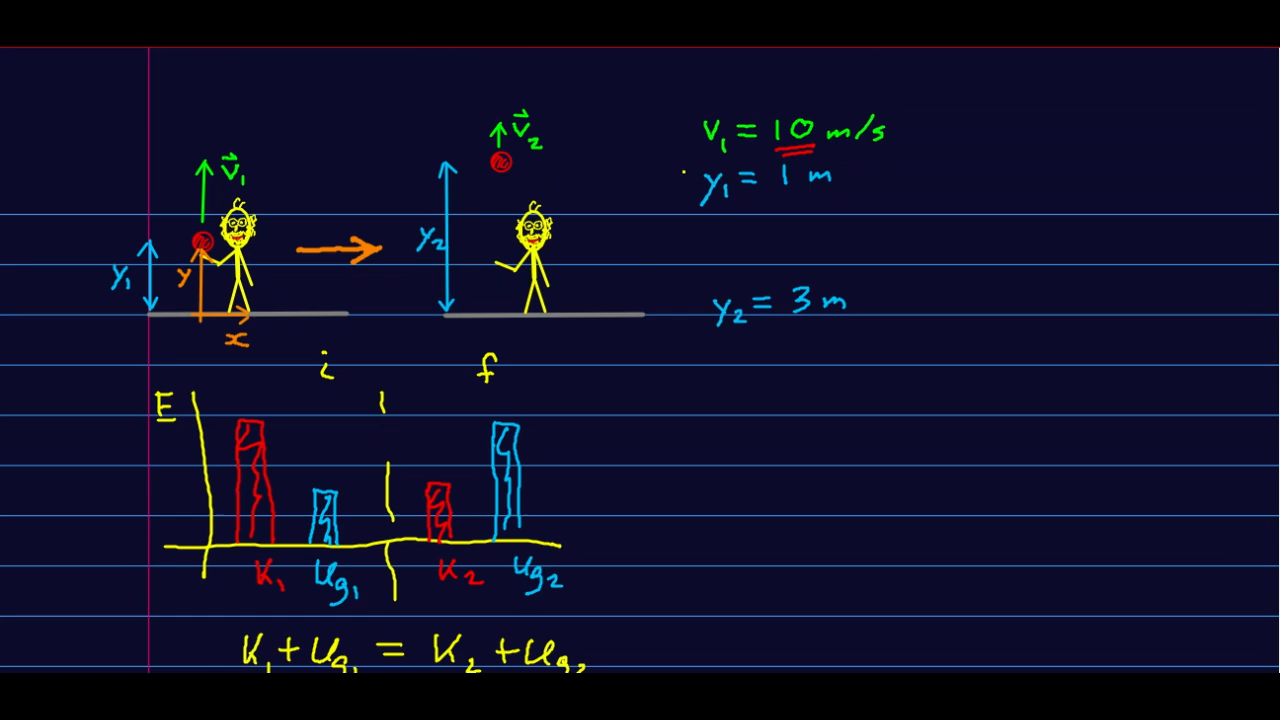 v⃗₁
v⃗₂
v₁ = 10 m/s
y₁ = 1 m
y₁
y
x
y₂
y₂ = 3 m
i
f
E
K₁
Ug₁
K₂
Ug₂
K₁ + Ug₁ = K₂ + Ug₂